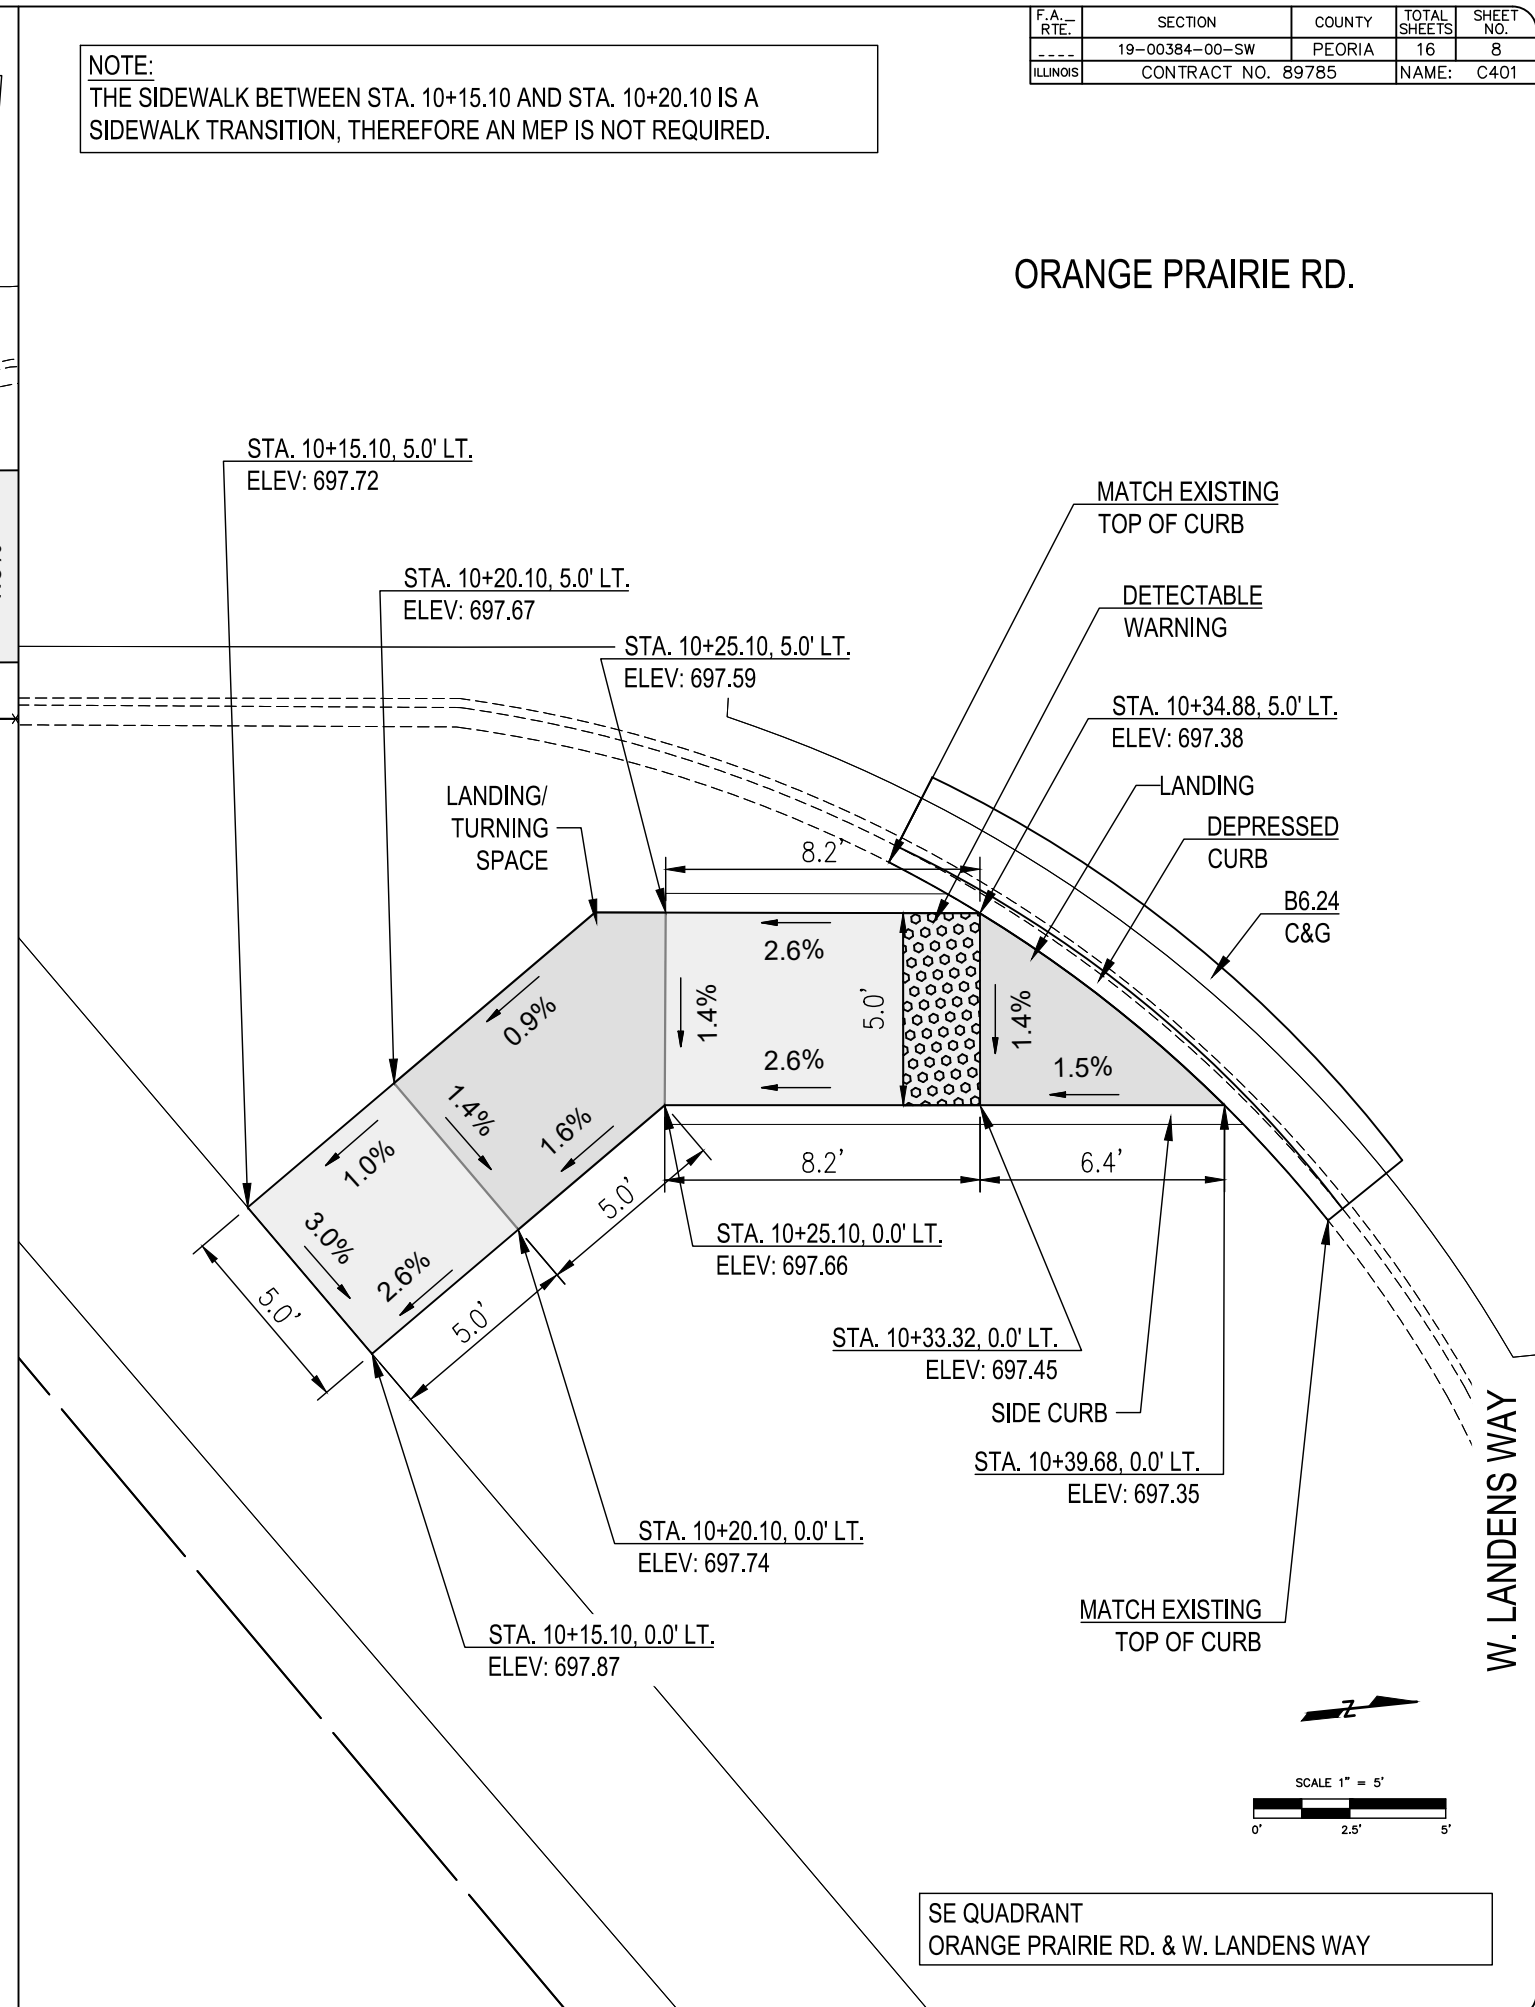 F.A._
RTE.
SECTION
COUNTY
TOTAL
SHEETS
SHEET
NO.
----
19-00384-00-SW
PEORIA
16
8
ILLINOIS
CONTRACT NO. 89785
NAME:
C401
NOTE:
THE SIDEWALK BETWEEN STA. 10+15.10 AND STA. 10+20.10 IS A
SIDEWALK TRANSITION, THEREFORE AN MEP IS NOT REQUIRED.
ORANGE PRAIRIE RD.
STA. 10+15.10, 5.0' LT.
ELEV: 697.72
MATCH EXISTING
TOP OF CURB
STA. 10+20.10, 5.0' LT.
ELEV: 697.67
DETECTABLE
WARNING
STA. 10+25.10, 5.0' LT.
ELEV: 697.59
STA. 10+34.88, 5.0' LT.
ELEV: 697.38
LANDING
LANDING/
TURNING
SPACE
DEPRESSED
CURB
8.2'
B6.24
C&G
2.6%
0.9%
1.4%
5.0'
1.4%
2.6%
1.5%
1.4%
1.6%
1.0%
8.2'
6.4'
5.0'
3.0%
2.6%
STA. 10+25.10, 0.0' LT.
ELEV: 697.66
5.0'
5.0'
STA. 10+33.32, 0.0' LT.
ELEV: 697.45
SIDE CURB
STA. 10+39.68, 0.0' LT.
ELEV: 697.35
W. LANDENS WAY
STA. 10+20.10, 0.0' LT.
ELEV: 697.74
MATCH EXISTING
TOP OF CURB
STA. 10+15.10, 0.0' LT.
ELEV: 697.87
Z
SCALE 1" = 5'
0' 2.5' 5'
SE QUADRANT
ORANGE PRAIRIE RD. & W. LANDENS WAY